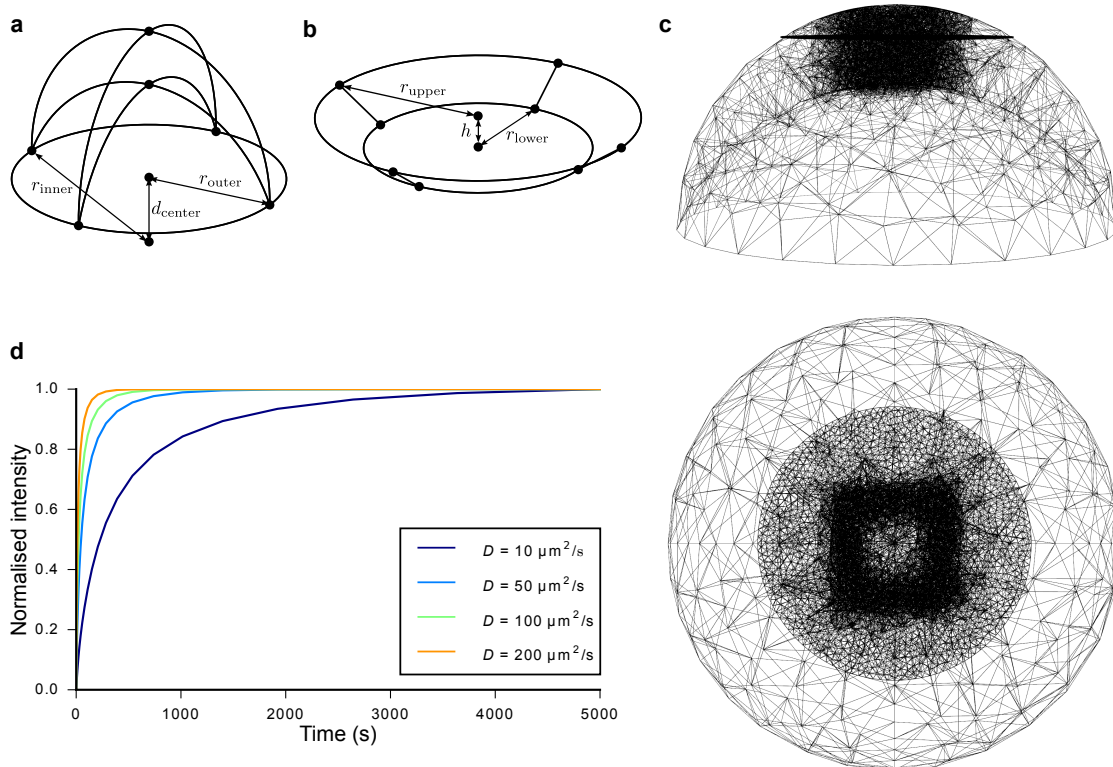 a
r_inner
r_outer
d_center
b
r_upper
h
r_lower
c
d
Normalised intensity
1.0
0.8
0.6
0.4
0.2
0.0
D = 10 µm²/s
D = 50 µm²/s
D = 100 µm²/s
D = 200 µm²/s
0 1000 2000 3000 4000 5000
Time (s)